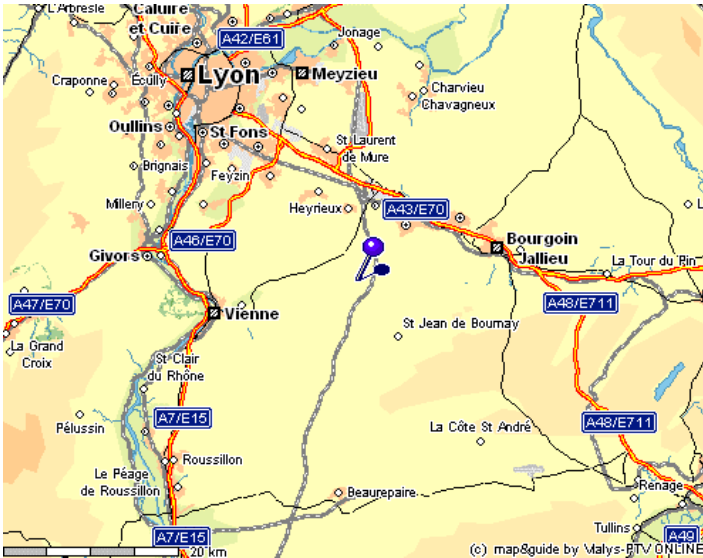 L'Arbresle
Caluire
et Cuire
A42/E61
Jonage
Craponne
Écully
Lyon
Meyzieu
Charvieu
Chavagneux
Oullins
St Fons
St Laurent
de Mure
Brignais
Feyzin
Millery
Heyrieux
A43/E70
A46/E70
Givors
Bourgoin
Jallieu
La Tour du Pin
A47/E70
A48/E711
Vienne
La Grand
Croix
St Jean de Bournay
St Clair
du Rhône
Pélussin
A7/E15
La Côte St André
A48/E711
Roussillon
Le Péage
de Roussillon
Beaurepaire
Renage
Tullins
A7/E15
A49
20 km
(c) map&guide by Malys-PTV ONLINE